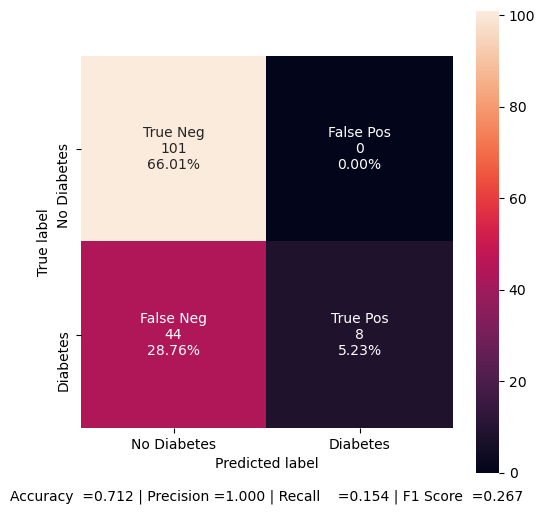 True Neg
101
66.01%
False Pos
0
0.00%
False Neg
44
28.76%
True Pos
8
5.23%
No Diabetes
Diabetes
True label
No Diabetes
Diabetes
Predicted label
100
80
60
40
20
0
Accuracy  =0.712 | Precision =1.000 | Recall    =0.154 | F1 Score  =0.267